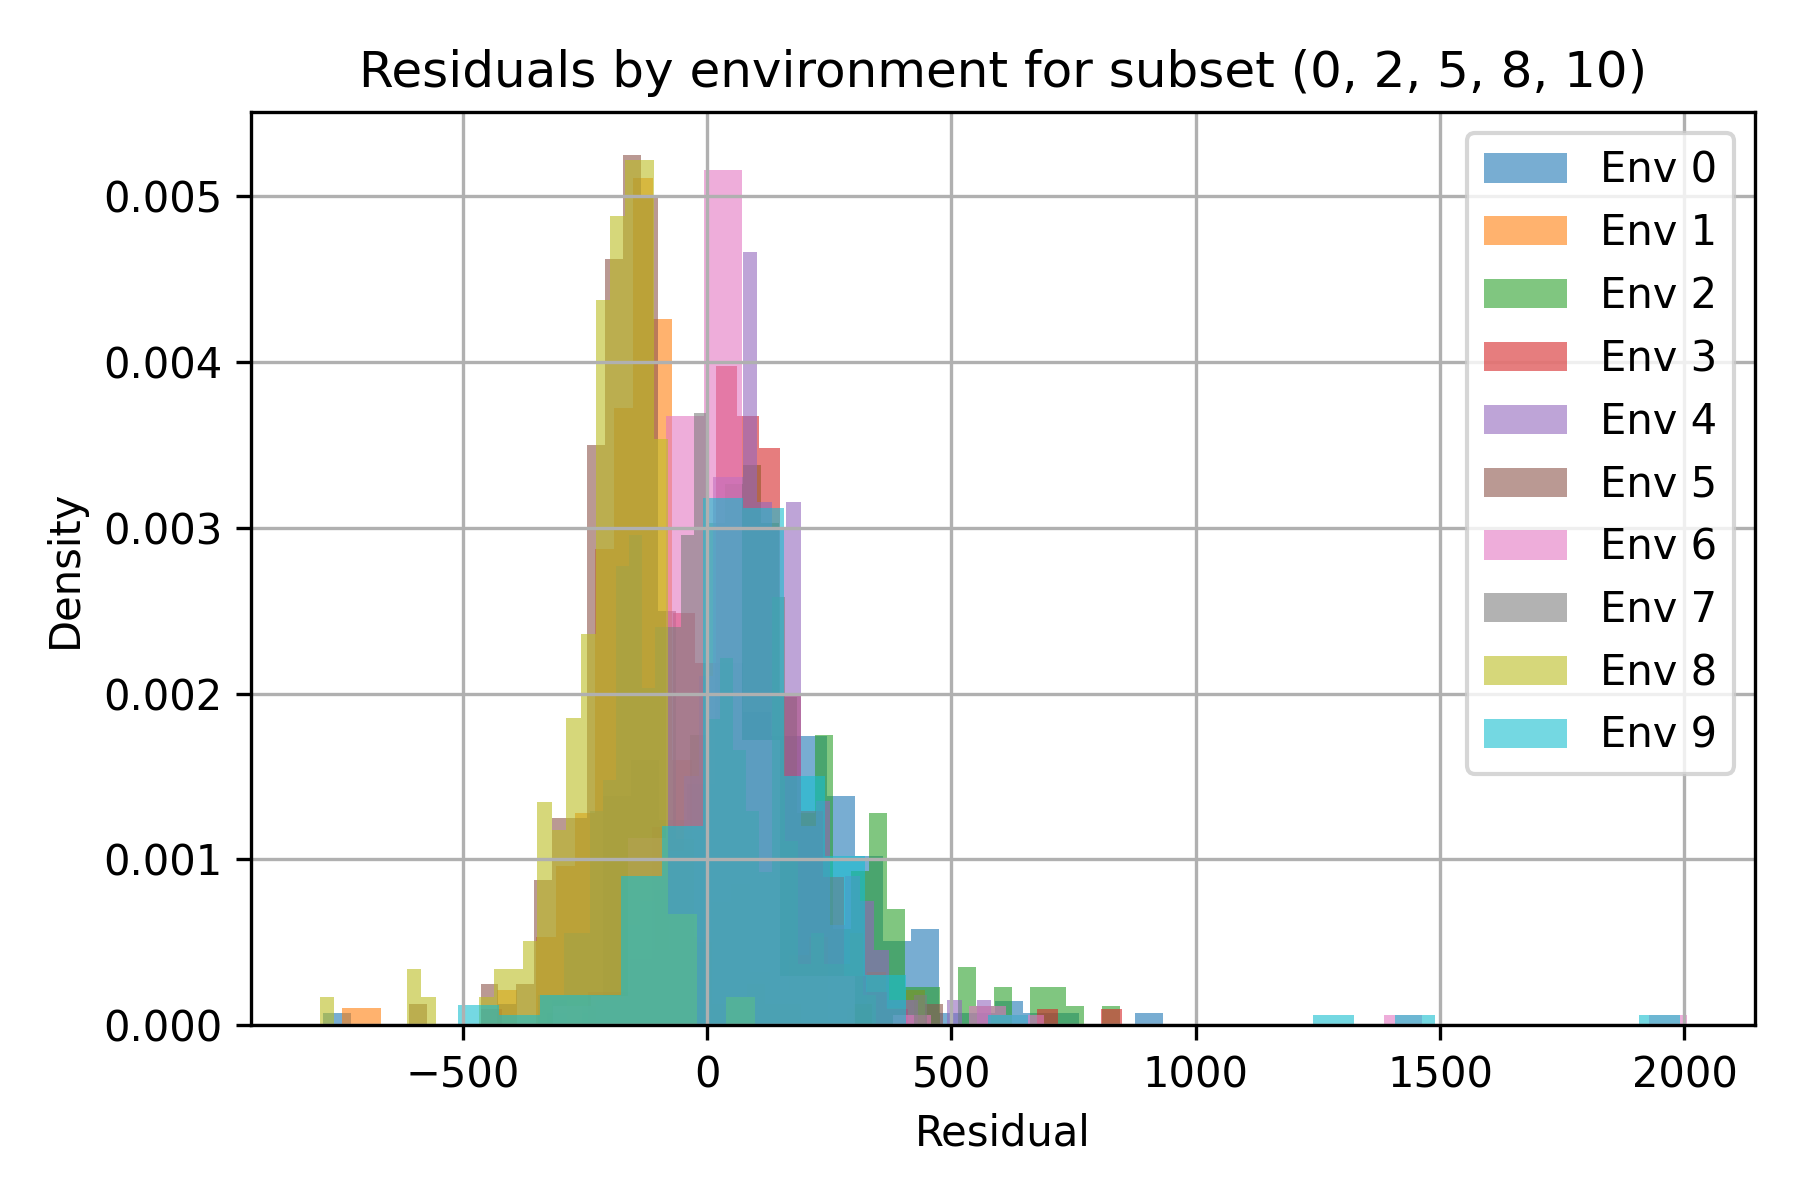 Residuals by environment for subset (0, 2, 5, 8, 10)
Density
0.005
0.004
0.003
0.002
0.001
0.000
−500
0
500
1000
1500
2000
Residual
Env 0
Env 1
Env 2
Env 3
Env 4
Env 5
Env 6
Env 7
Env 8
Env 9